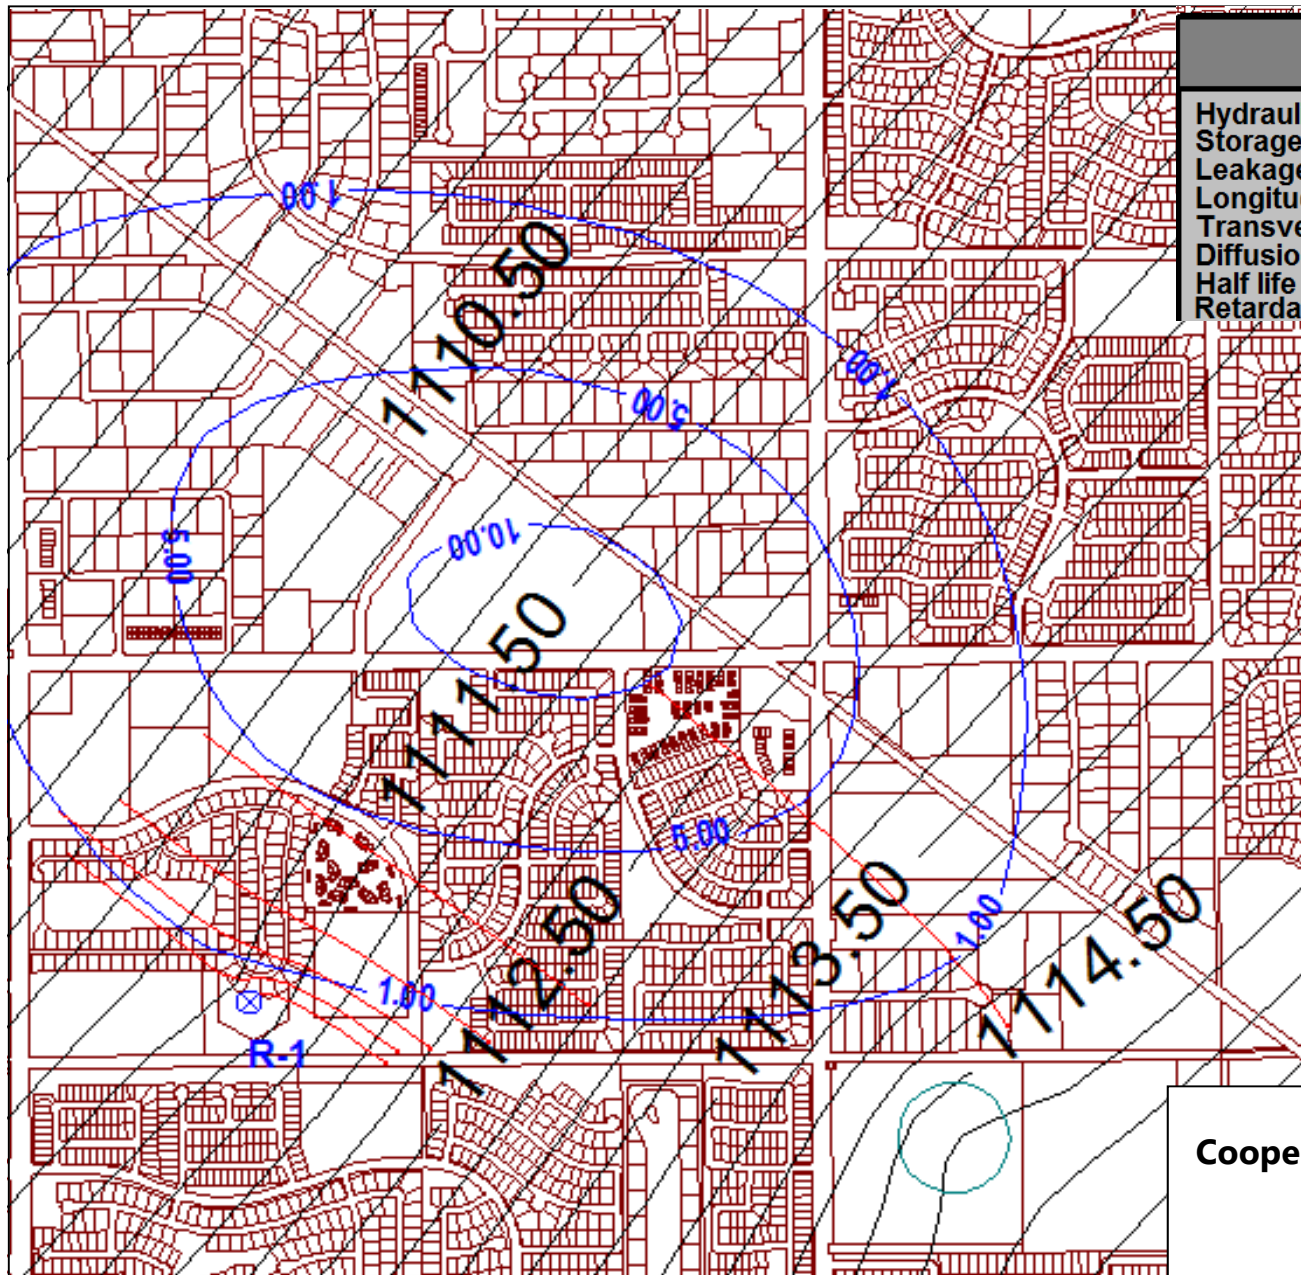 Hydraul
Storage
Leakage
Longitu
Transve
Diffusio
Half life
Retarda
1.00
1110.50
1.00
5.00
5.00
10.00
1111.50
5.00
1112.50
1113.50
1114.50
1.00
1.00
R-1
Coope